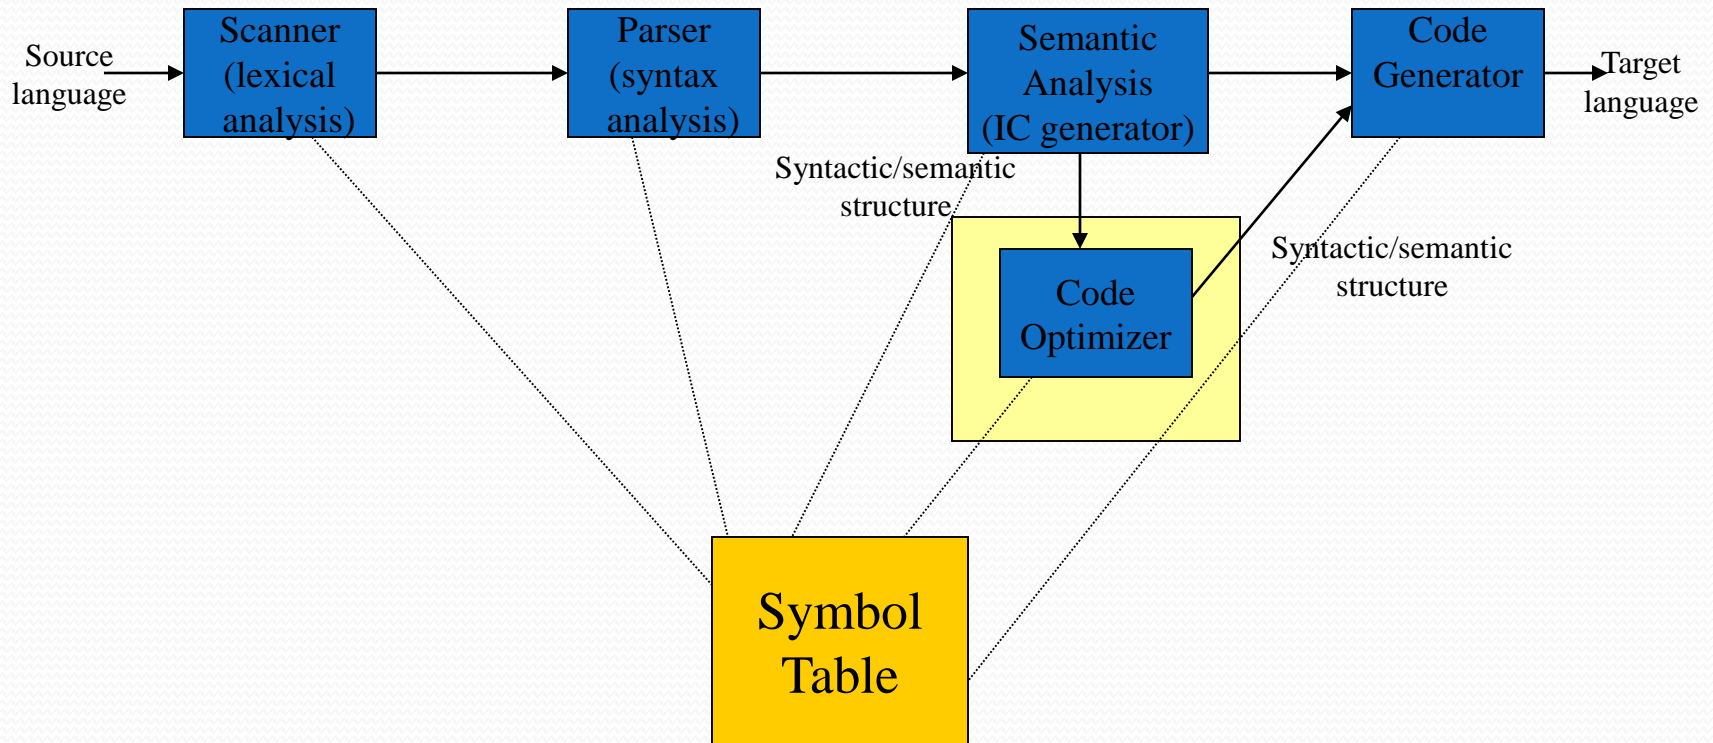 Source
language
Scanner
(lexical
analysis)
Parser
(syntax
analysis)
Semantic
Analysis
(IC generator)
Code
Generator
Target
language
Syntactic/semantic
structure
Code
Optimizer
Syntactic/semantic
structure
Symbol
Table